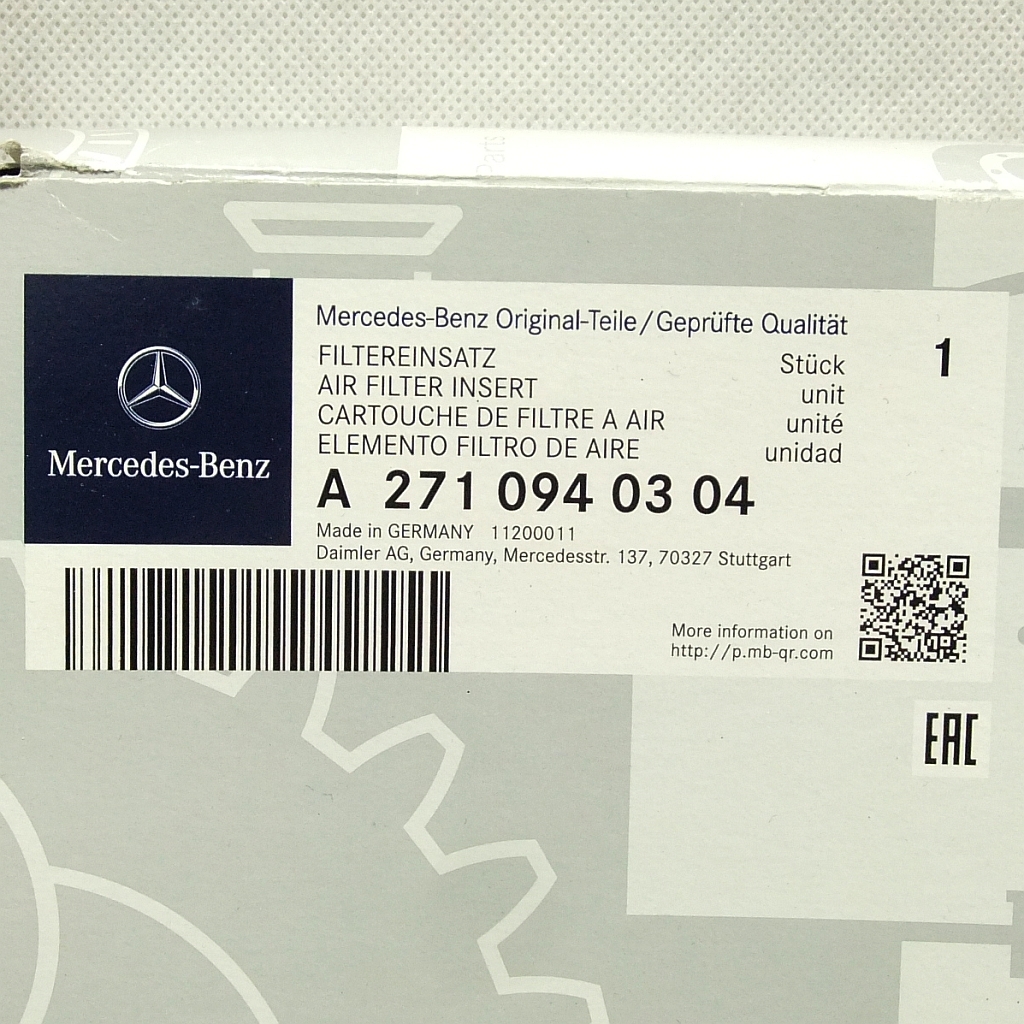 Parts
Mercedes-Benz
Mercedes-Benz Original-Teile/Geprüfte Qualität
FILTEREINSATZ Stück 1
AIR FILTER INSERT unit
CARTOUCHE DE FILTRE A AIR unité
ELEMENTO FILTRO DE AIRE unidad
A 271 094 03 04
Made in GERMANY 11200011
Daimler AG, Germany, Mercedesstr. 137, 70327 Stuttgart
More information on
http://p.mb-qr.com
EAC